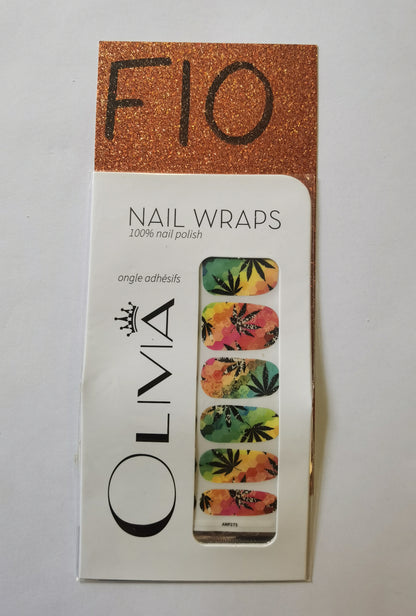 F10
NAIL WRAPS
100% nail polish
ongle adhésifs
OLIVIA